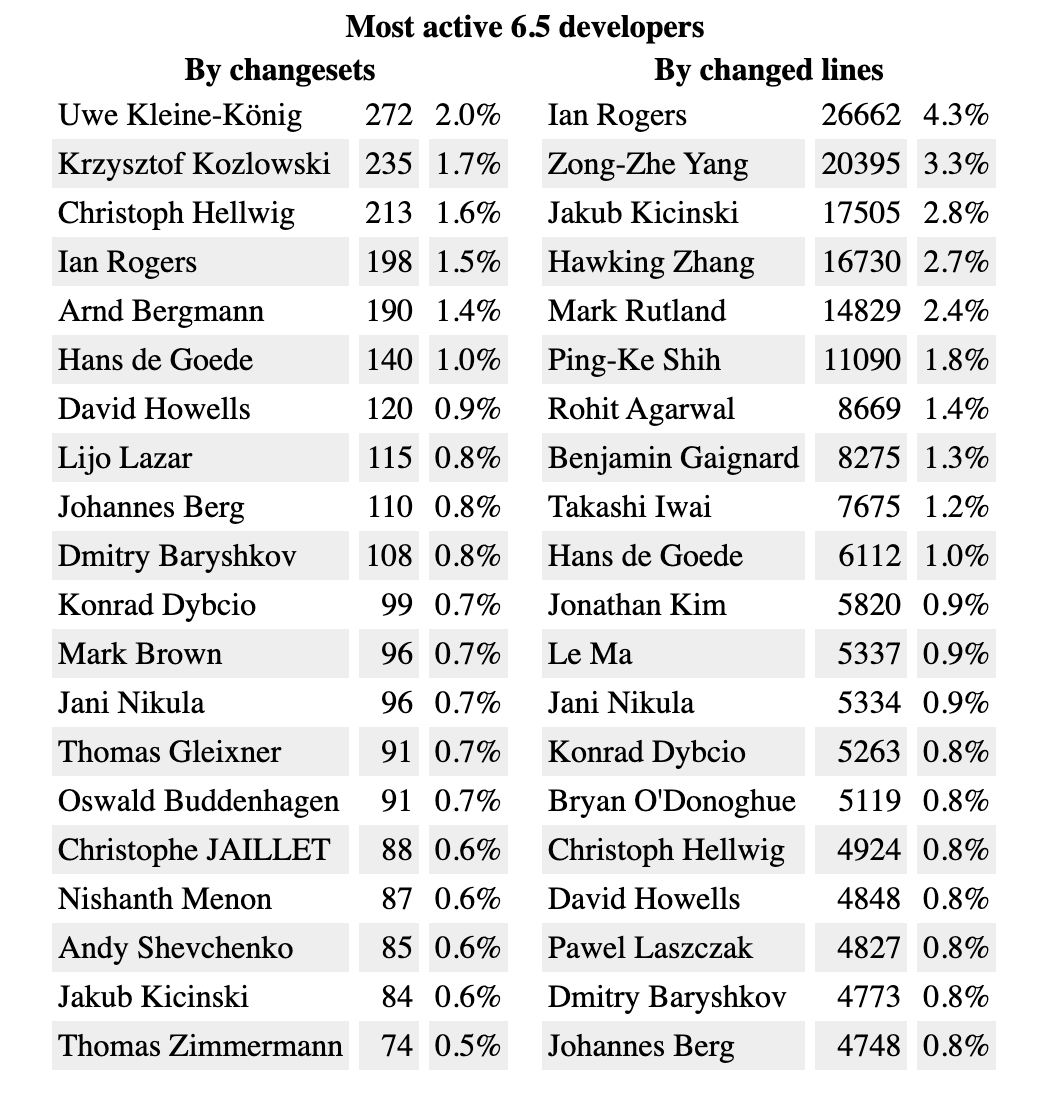 Most active 6.5 developers
By changesets By changed lines
Uwe Kleine-König 272 2.0% Ian Rogers 26662 4.3%
Krzysztof Kozlowski 235 1.7% Zong-Zhe Yang 20395 3.3%
Christoph Hellwig 213 1.6% Jakub Kicinski 17505 2.8%
Ian Rogers 198 1.5% Hawking Zhang 16730 2.7%
Arnd Bergmann 190 1.4% Mark Rutland 14829 2.4%
Hans de Goede 140 1.0% Ping-Ke Shih 11090 1.8%
David Howells 120 0.9% Rohit Agarwal 8669 1.4%
Lijo Lazar 115 0.8% Benjamin Gaignard 8275 1.3%
Johannes Berg 110 0.8% Takashi Iwai 7675 1.2%
Dmitry Baryshkov 108 0.8% Hans de Goede 6112 1.0%
Konrad Dybcio 99 0.7% Jonathan Kim 5820 0.9%
Mark Brown 96 0.7% Le Ma 5337 0.9%
Jani Nikula 96 0.7% Jani Nikula 5334 0.9%
Thomas Gleixner 91 0.7% Konrad Dybcio 5263 0.8%
Oswald Buddenhagen 91 0.7% Bryan O'Donoghue 5119 0.8%
Christophe JAILLET 88 0.6% Christoph Hellwig 4924 0.8%
Nishanth Menon 87 0.6% David Howells 4848 0.8%
Andy Shevchenko 85 0.6% Pawel Laszczak 4827 0.8%
Jakub Kicinski 84 0.6% Dmitry Baryshkov 4773 0.8%
Thomas Zimmermann 74 0.5% Johannes Berg 4748 0.8%